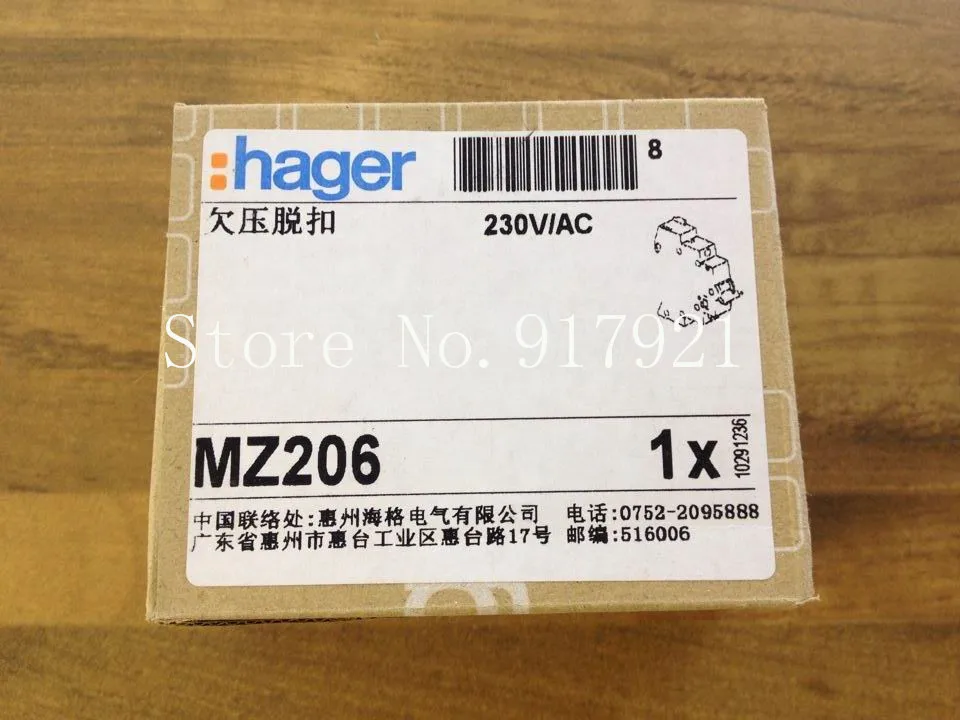 hager
8
欠压脱扣 230V/AC
Store No.917921
MZ206 1x
10291236
中国联络处:惠州海格电气有限公司 电话:0752-2095888
广东省惠州市惠台工业区惠台路17号 邮编:516006